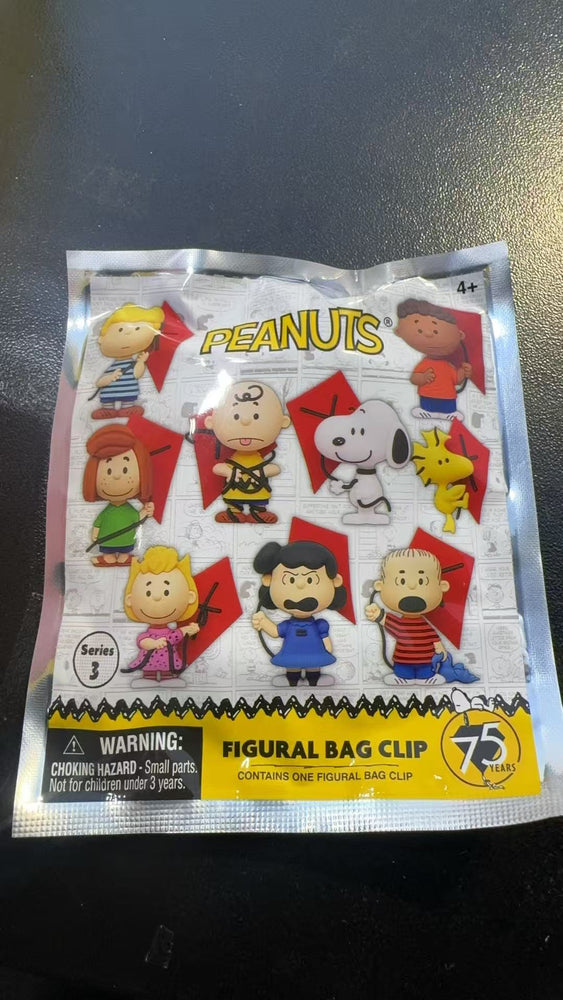 4+
PEANUTS®
Series
3
WARNING:
CHOKING HAZARD - Small parts.
Not for children under 3 years.
FIGURAL BAG CLIP
CONTAINS ONE FIGURAL BAG CLIP
75
YEARS